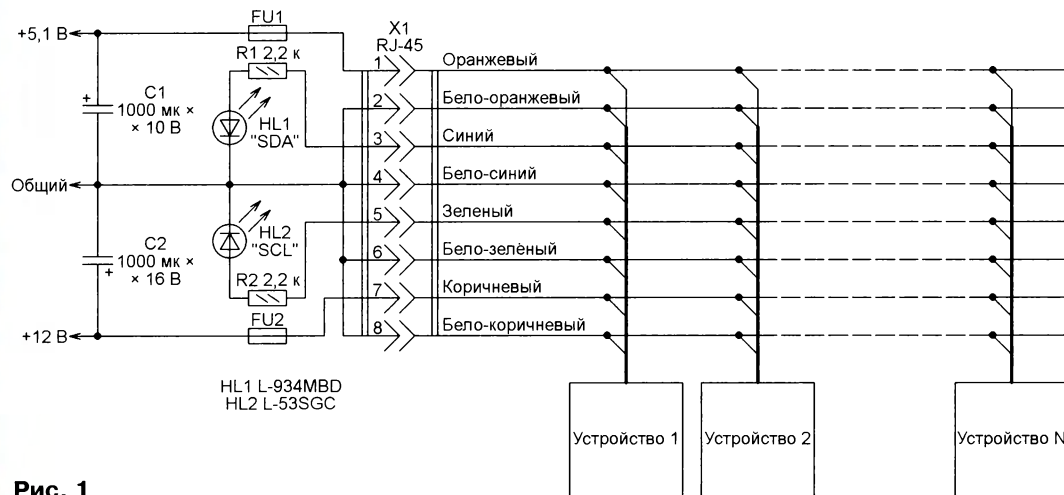 +5,1 В
FU1
X1
RJ-45
R1 2,2 к
1
Оранжевый
+
C1
1000 мк ×
× 10 В
HL1
"SDA"
2
Бело-оранжевый
3
Синий
Общий
4
Бело-синий
5
Зеленый
HL2
"SCL"
C2
1000 мк ×
+
× 16 В
6
Бело-зелёный
R2 2,2 к
7
Коричневый
+12 В
FU2
8
Бело-коричневый
HL1 L-934MBD
HL2 L-53SGC
Устройство 1
Устройство 2
Устройство N
Рис. 1